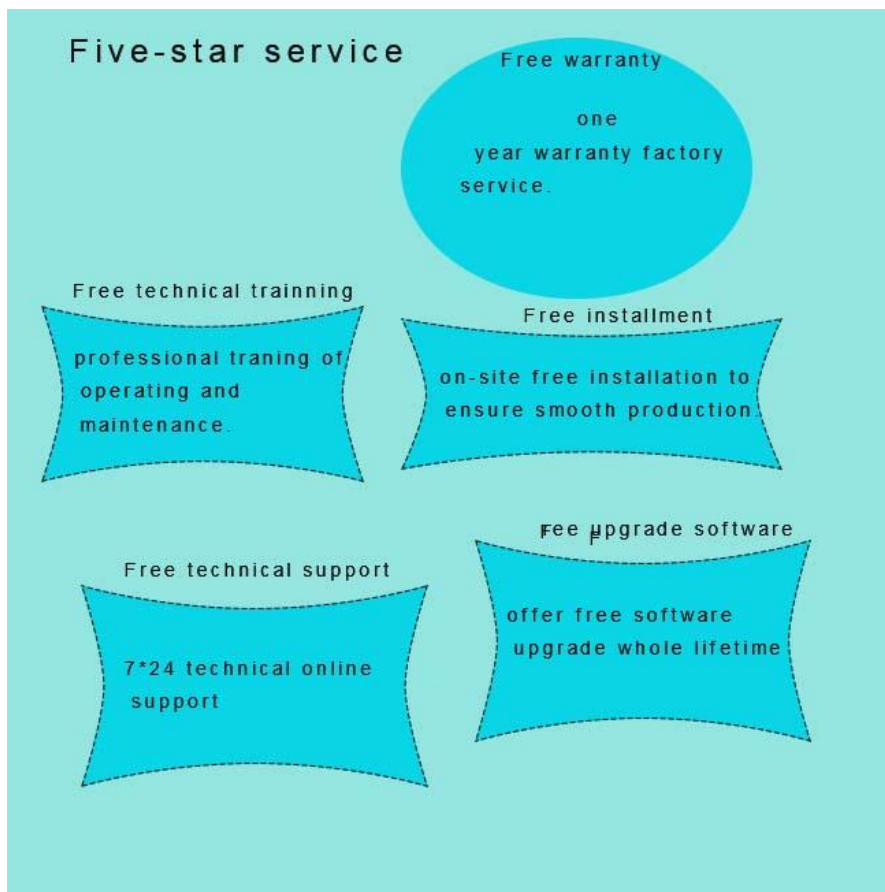 Five-star service
Free warranty
one
year warranty factory
service.
Free technical trainning
professional traning of
operating and
maintenance.
Free installment
on-site free installation to
ensure smooth production.
Free technical support
7*24 technical online
support
Free upgrade software
offer free software
upgrade whole lifetime